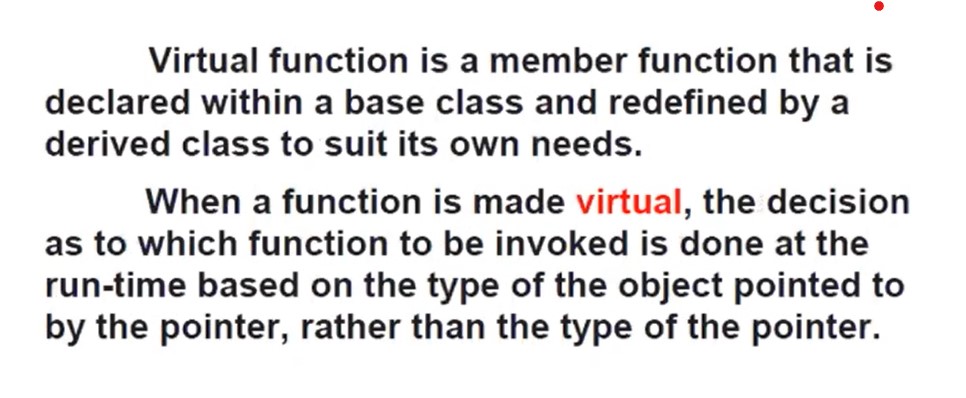 Virtual function is a member function that is
declared within a base class and redefined by a
derived class to suit its own needs.
When a function is made virtual, the decision
as to which function to be invoked is done at the
run-time based on the type of the object pointed to
by the pointer, rather than the type of the pointer.